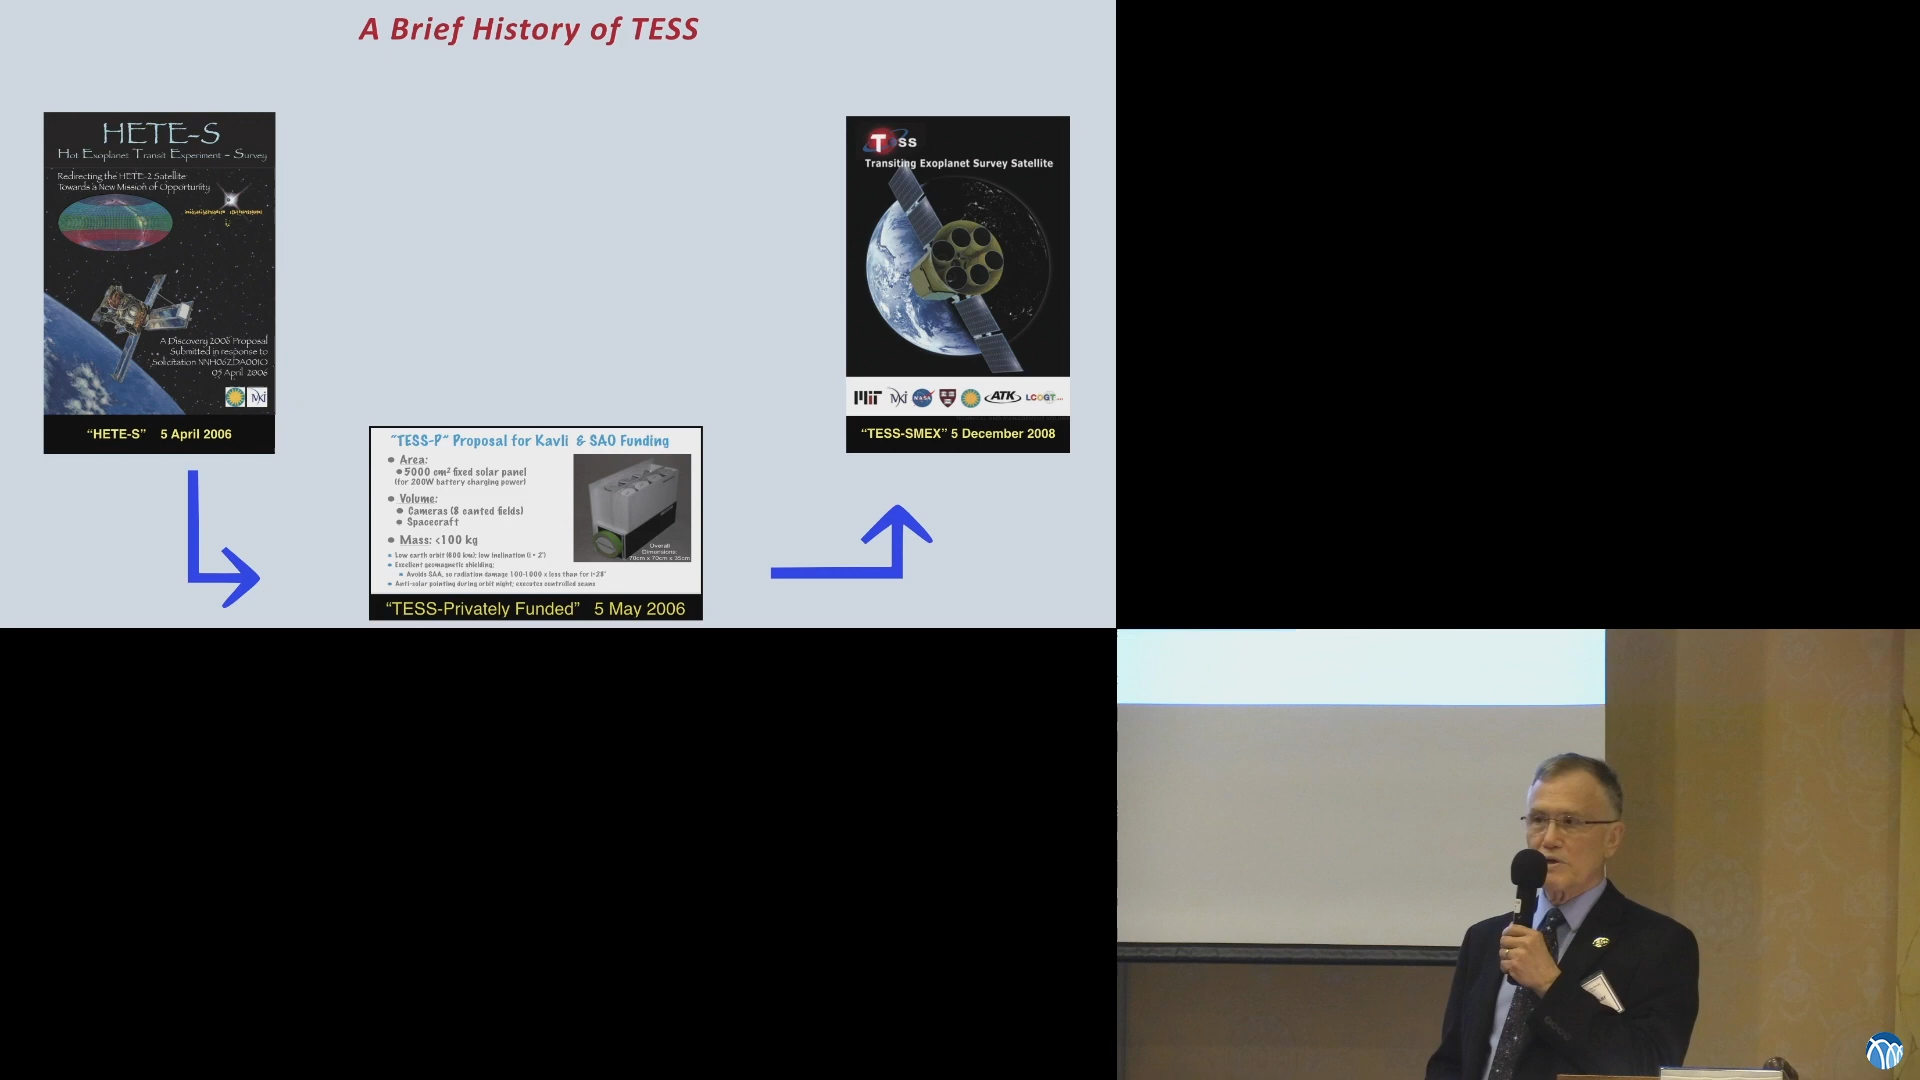 A Brief History of TESS
HETE-S
Hot Exoplanet Transit Experiment - Survey
Redirecting the HETE-2 Satellite
Towards a New Mission of Opportunity
A Discovery 2006 Proposal
Submitted in response to
Solicitation NNH06ZDA001O
05 April 2006
MKI
“HETE-S” 5 April 2006
“TESS-P” Proposal for Kavli & SAO Funding
• Area:
• 5000 cm² fixed solar panel
(for 200W battery charging power)
• Volume:
• Cameras (8 canted fields)
• Spacecraft
• Mass: <100 kg
• Low earth orbit (600 km); low inclination (i < 2°)
• Excellent geomagnetic shielding;
• Avoids SAA, so radiation damage 100-1000 x less than for i=28°
• Anti-solar pointing during orbit night; executes controlled scans
Overall
Dimensions:
70cm x 70cm x 35cm
“TESS-Privately Funded” 5 May 2006
Tess
Transiting Exoplanet Survey Satellite
MIT MKI NASA ATK LCOGT
“TESS-SMEX” 5 December 2008